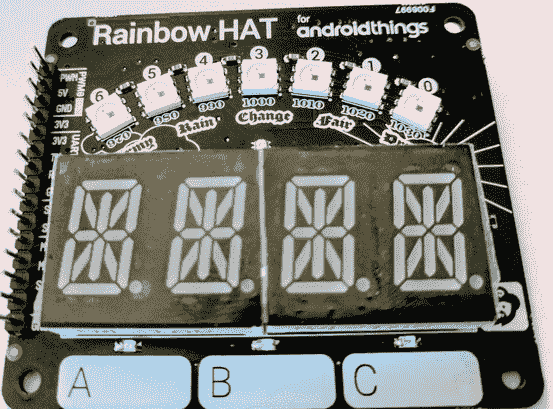 F008997
Rainbow HAT for androidthings
6 5 4 3 2 1 0
970 980 990 1000 1010 1020 1030
Rain Change Fair
PWM
5V
GND
3V3
3V3
UART
A B C